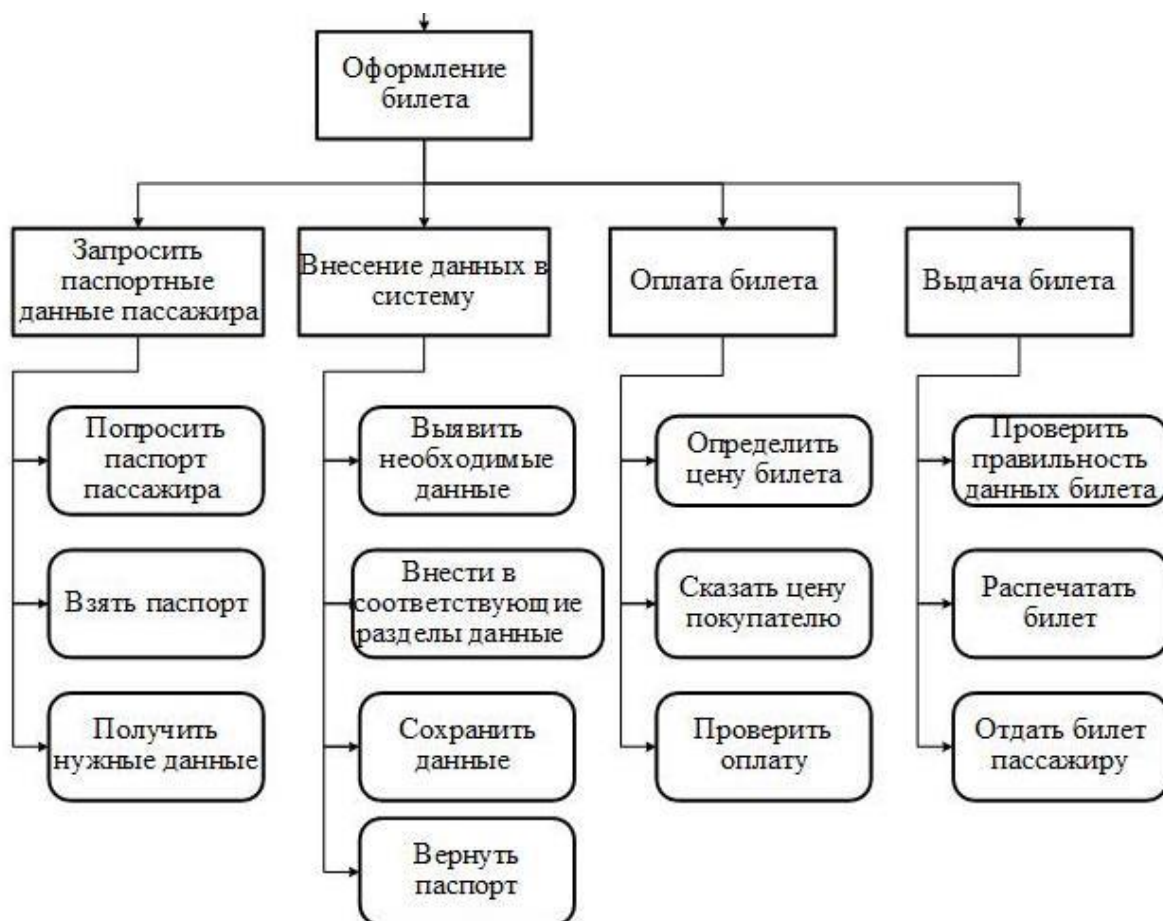 Оформление
билета
Запросить
паспортные
данные пассажира
Внесение данных в
систему
Оплата билета
Выдача билета
Попросить
паспорт
пассажира
Взять паспорт
Получить
нужные данные
Выявить
необходимые
данные
Внести в
соответствующие
разделы данные
Сохранить
данные
Вернуть
паспорт
Определить
цену билета
Сказать цену
покупателю
Проверить
оплату
Проверить
правильность
данных билета
Распечатать
билет
Отдать билет
пассажиру